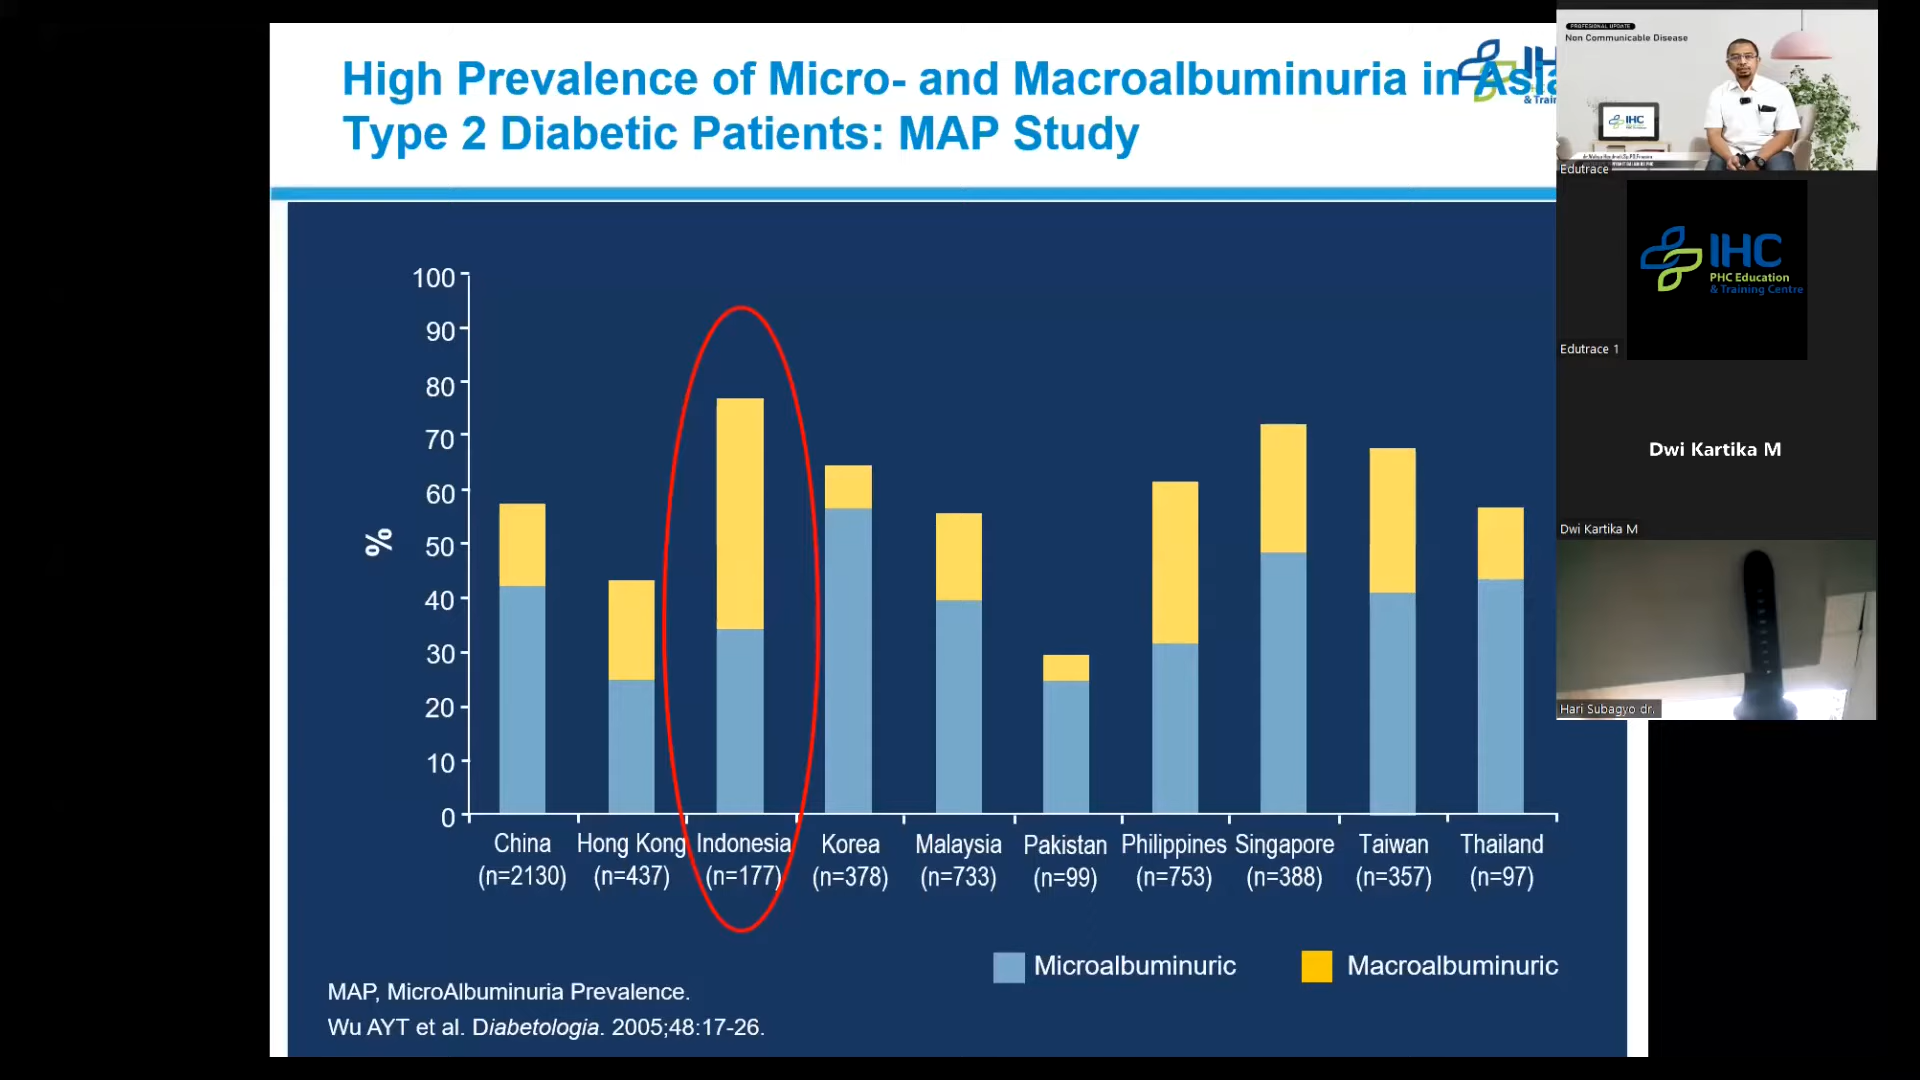 High Prevalence of Micro- and Macroalbuminuria in Asia
Type 2 Diabetic Patients: MAP Study
& Trai
PROFESIONAL UPDATE
Non Communicable Disease
IHC
Edutrace
IHC
PHC Education
& Training Centre
Edutrace 1
Dwi Kartika M
Dwi Kartika M
Hari Subagyo dr.
%
100
90
80
70
60
50
40
30
20
10
0
China
(n=2130)
Hong Kong
(n=437)
Indonesia
(n=177)
Korea
(n=378)
Malaysia
(n=733)
Pakistan
(n=99)
Philippines
(n=753)
Singapore
(n=388)
Taiwan
(n=357)
Thailand
(n=97)
Microalbuminuric
Macroalbuminuric
MAP, MicroAlbuminuria Prevalence.
Wu AYT et al. Diabetologia. 2005;48:17-26.